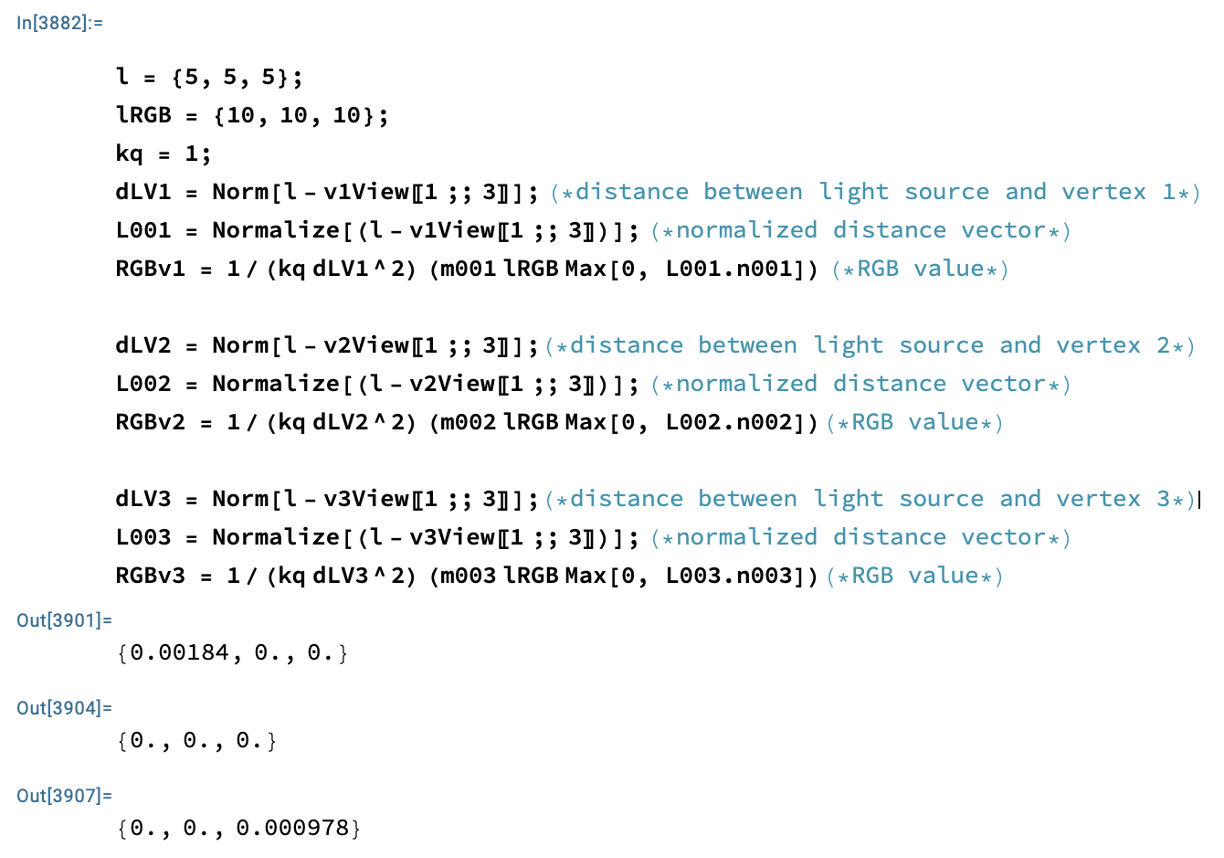 In[3882]:=
l = {5, 5, 5};
lRGB = {10, 10, 10};
kq = 1;
dLV1 = Norm[l - v1View〚1 ;; 3〛]; (*distance between light source and vertex 1*)
L001 = Normalize[(l - v1View〚1 ;; 3〛)]; (*normalized distance vector*)
RGBv1 = 1 / (kq dLV1 ^ 2) (m001 lRGB Max[0, L001.n001]) (*RGB value*)
dLV2 = Norm[l - v2View〚1 ;; 3〛]; (*distance between light source and vertex 2*)
L002 = Normalize[(l - v2View〚1 ;; 3〛)]; (*normalized distance vector*)
RGBv2 = 1 / (kq dLV2 ^ 2) (m002 lRGB Max[0, L002.n002]) (*RGB value*)
dLV3 = Norm[l - v3View〚1 ;; 3〛]; (*distance between light source and vertex 3*)
L003 = Normalize[(l - v3View〚1 ;; 3〛)]; (*normalized distance vector*)
RGBv3 = 1 / (kq dLV3 ^ 2) (m003 lRGB Max[0, L003.n003]) (*RGB value*)
Out[3901]=
{0.00184, 0., 0.}
Out[3904]=
{0., 0., 0.}
Out[3907]=
{0., 0., 0.000978}